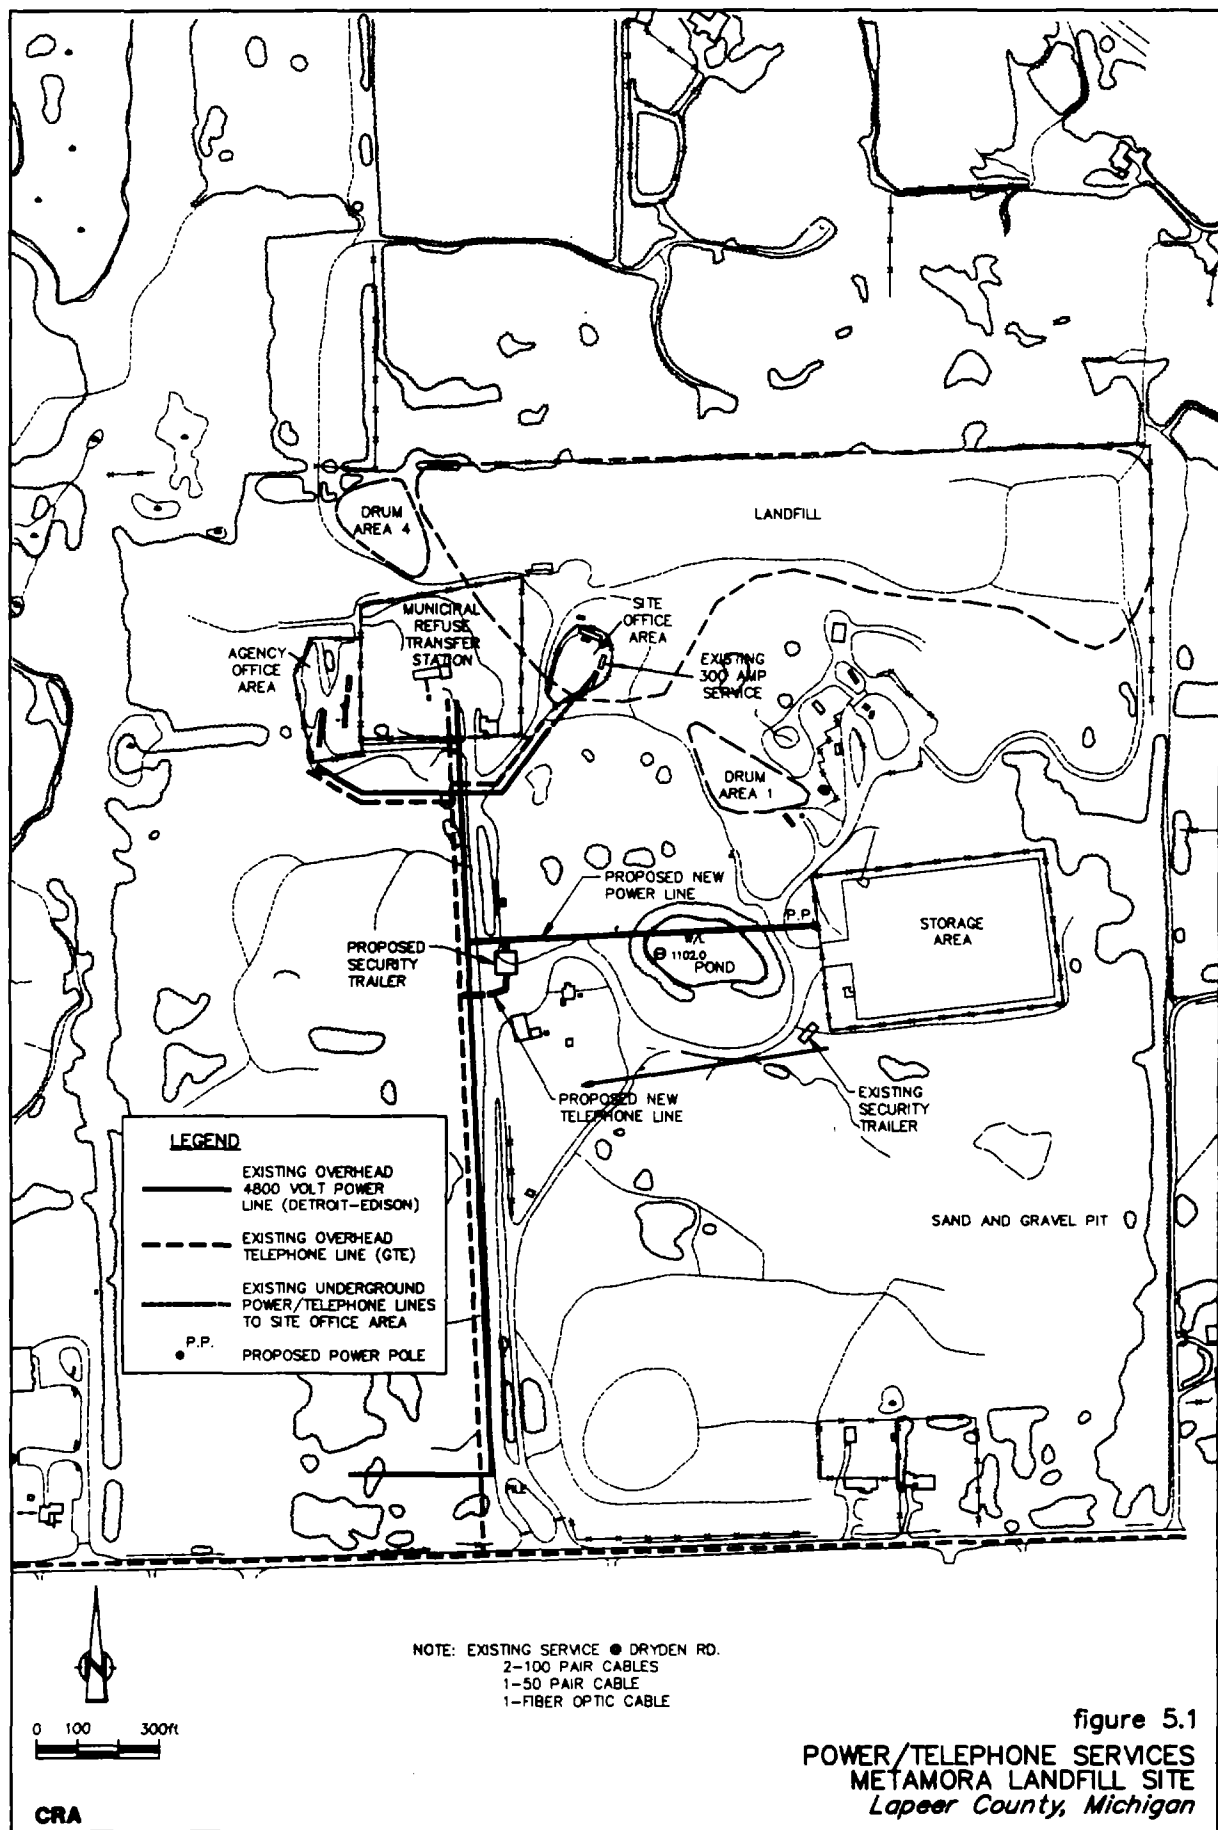 DRUM
AREA 4
LANDFILL
MUNICIPAL
REFUSE
TRANSFER
STATION
SITE
OFFICE
AREA
AGENCY
OFFICE
AREA
EXISTING
300 AMP
SERVICE
DRUM
AREA 1
PROPOSED NEW
POWER LINE
P.P.
STORAGE
AREA
W/L
1102.0
POND
PROPOSED
SECURITY
TRAILER
PROPOSED NEW
TELEPHONE LINE
EXISTING
SECURITY
TRAILER
LEGEND
EXISTING OVERHEAD
4800 VOLT POWER
LINE (DETROIT-EDISON)
EXISTING OVERHEAD
TELEPHONE LINE (GTE)
EXISTING UNDERGROUND
POWER/TELEPHONE LINES
TO SITE OFFICE AREA
P.P.
PROPOSED POWER POLE
SAND AND GRAVEL PIT
PILE
N
NOTE: EXISTING SERVICE @ DRYDEN RD.
2-100 PAIR CABLES
1-50 PAIR CABLE
1-FIBER OPTIC CABLE
0 100 300ft
figure 5.1
POWER/TELEPHONE SERVICES
METAMORA LANDFILL SITE
Lapeer County, Michigan
CRA